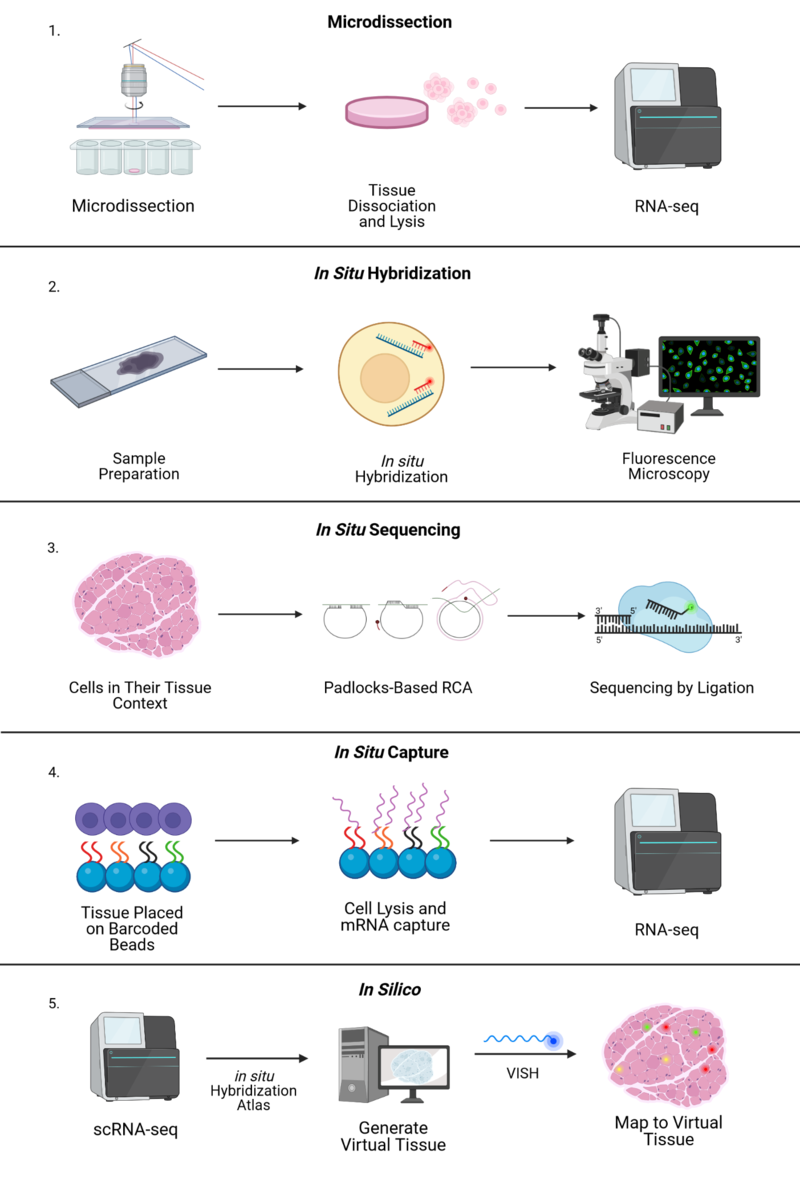 Microdissection
1.
Microdissection
Tissue
Dissociation
and Lysis
RNA-seq
In Situ Hybridization
2.
Sample
Preparation
In situ
Hybridization
Fluorescence
Microscopy
In Situ Sequencing
3.
3'
5'
5'
3'
Cells in Their Tissue
Context
Padlocks-Based RCA
Sequencing by Ligation
In Situ Capture
4.
Tissue Placed
on Barcoded
Beads
Cell Lysis and
mRNA capture
RNA-seq
In Silico
5.
scRNA-seq
in situ
Hybridization
Atlas
Generate
Virtual Tissue
VISH
Map to Virtual
Tissue